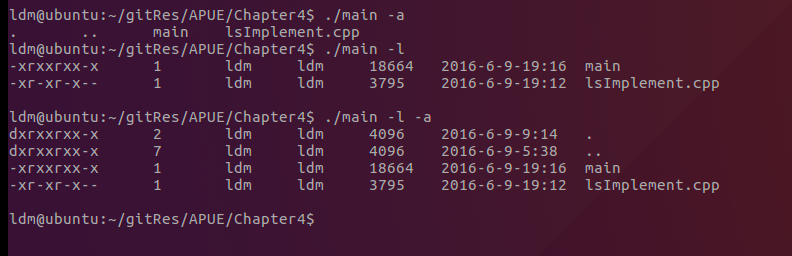 ldm@ubuntu:~/gitRes/APUE/Chapter4$ ./main -a
.       ..      main    lsImplement.cpp
ldm@ubuntu:~/gitRes/APUE/Chapter4$ ./main -l
-xrxxrxx-x      1       ldm     ldm     18664   2016-6-9-19:16  main
-xr-xr-x--      1       ldm     ldm     3795    2016-6-9-19:12  lsImplement.cpp
ldm@ubuntu:~/gitRes/APUE/Chapter4$ ./main -l -a
dxrxxrxx-x      2       ldm     ldm     4096    2016-6-9-9:14   .
dxrxxrxx-x      7       ldm     ldm     4096    2016-6-9-5:38   ..
-xrxxrxx-x      1       ldm     ldm     18664   2016-6-9-19:16  main
-xr-xr-x--      1       ldm     ldm     3795    2016-6-9-19:12  lsImplement.cpp
ldm@ubuntu:~/gitRes/APUE/Chapter4$